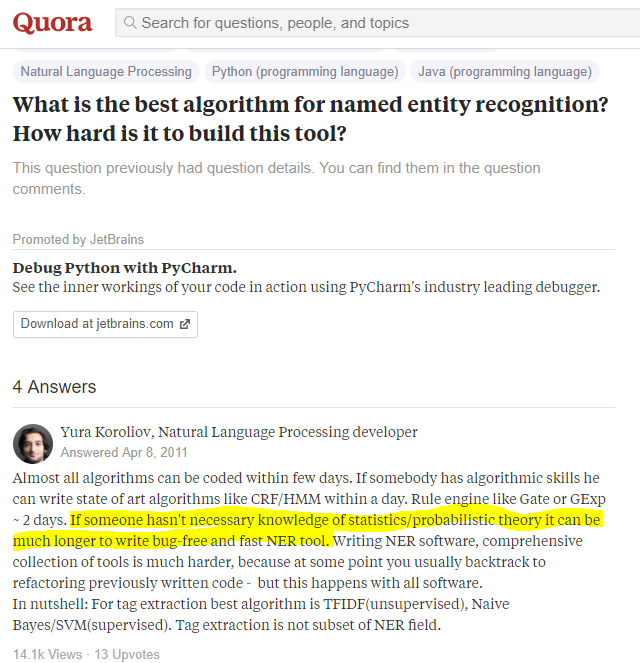 Quora
Search for questions, people, and topics
Natural Language Processing Python (programming language) Java (programming language)
What is the best algorithm for named entity recognition?
How hard is it to build this tool?
This question previously had question details. You can find them in the question
comments.
Promoted by JetBrains
Debug Python with PyCharm.
See the inner workings of your code in action using PyCharm's industry leading debugger.
Download at jetbrains.com
4 Answers
Yura Koroliov, Natural Language Processing developer
Answered Apr 8, 2011
Almost all algorithms can be coded within few days. If somebody has algorithmic skills he
can write state of art algorithms like CRF/HMM within a day. Rule engine like Gate or GExp
~ 2 days. If someone hasn't necessary knowledge of statistics/probabilistic theory it can be
much longer to write bug-free and fast NER tool. Writing NER software, comprehensive
collection of tools is much harder, because at some point you usually backtrack to
refactoring previously written code - but this happens with all software.
In nutshell: For tag extraction best algorithm is TFIDF(unsupervised), Naive
Bayes/SVM(supervised). Tag extraction is not subset of NER field.
14.1k Views · 13 Upvotes